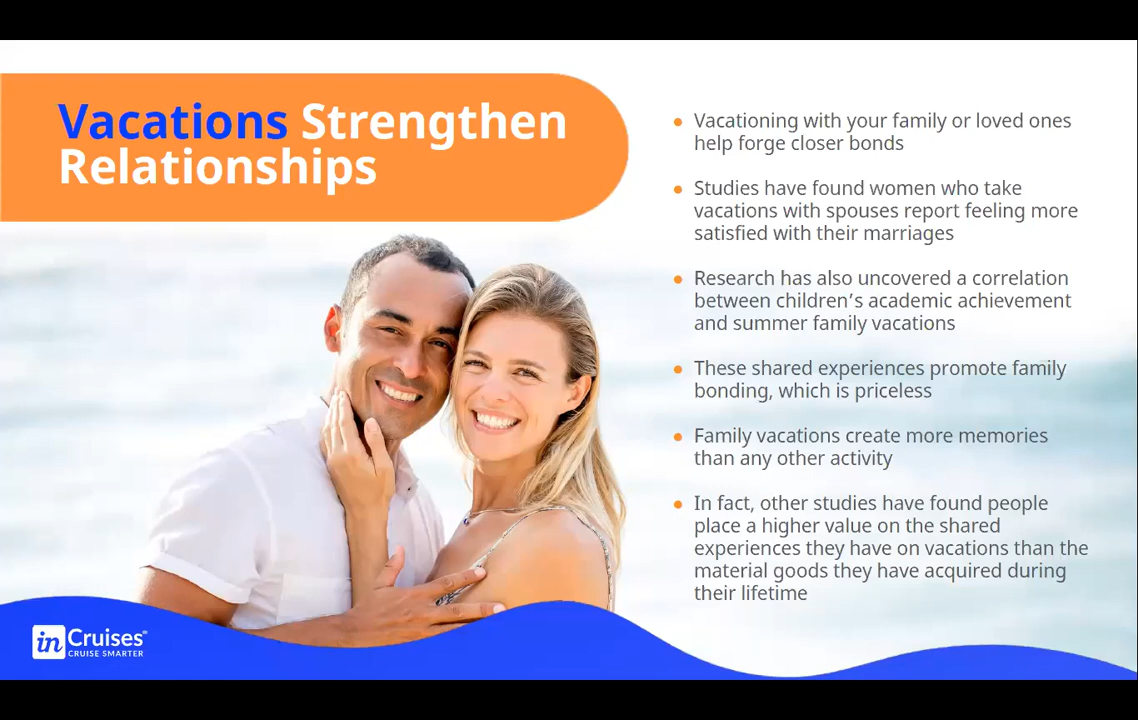 Vacations Strengthen
Relationships
• Vacationing with your family or loved ones
help forge closer bonds
• Studies have found women who take
vacations with spouses report feeling more
satisfied with their marriages
• Research has also uncovered a correlation
between children’s academic achievement
and summer family vacations
• These shared experiences promote family
bonding, which is priceless
• Family vacations create more memories
than any other activity
• In fact, other studies have found people
place a higher value on the shared
experiences they have on vacations than the
material goods they have acquired during
their lifetime
inCruises
CRUISE SMARTER